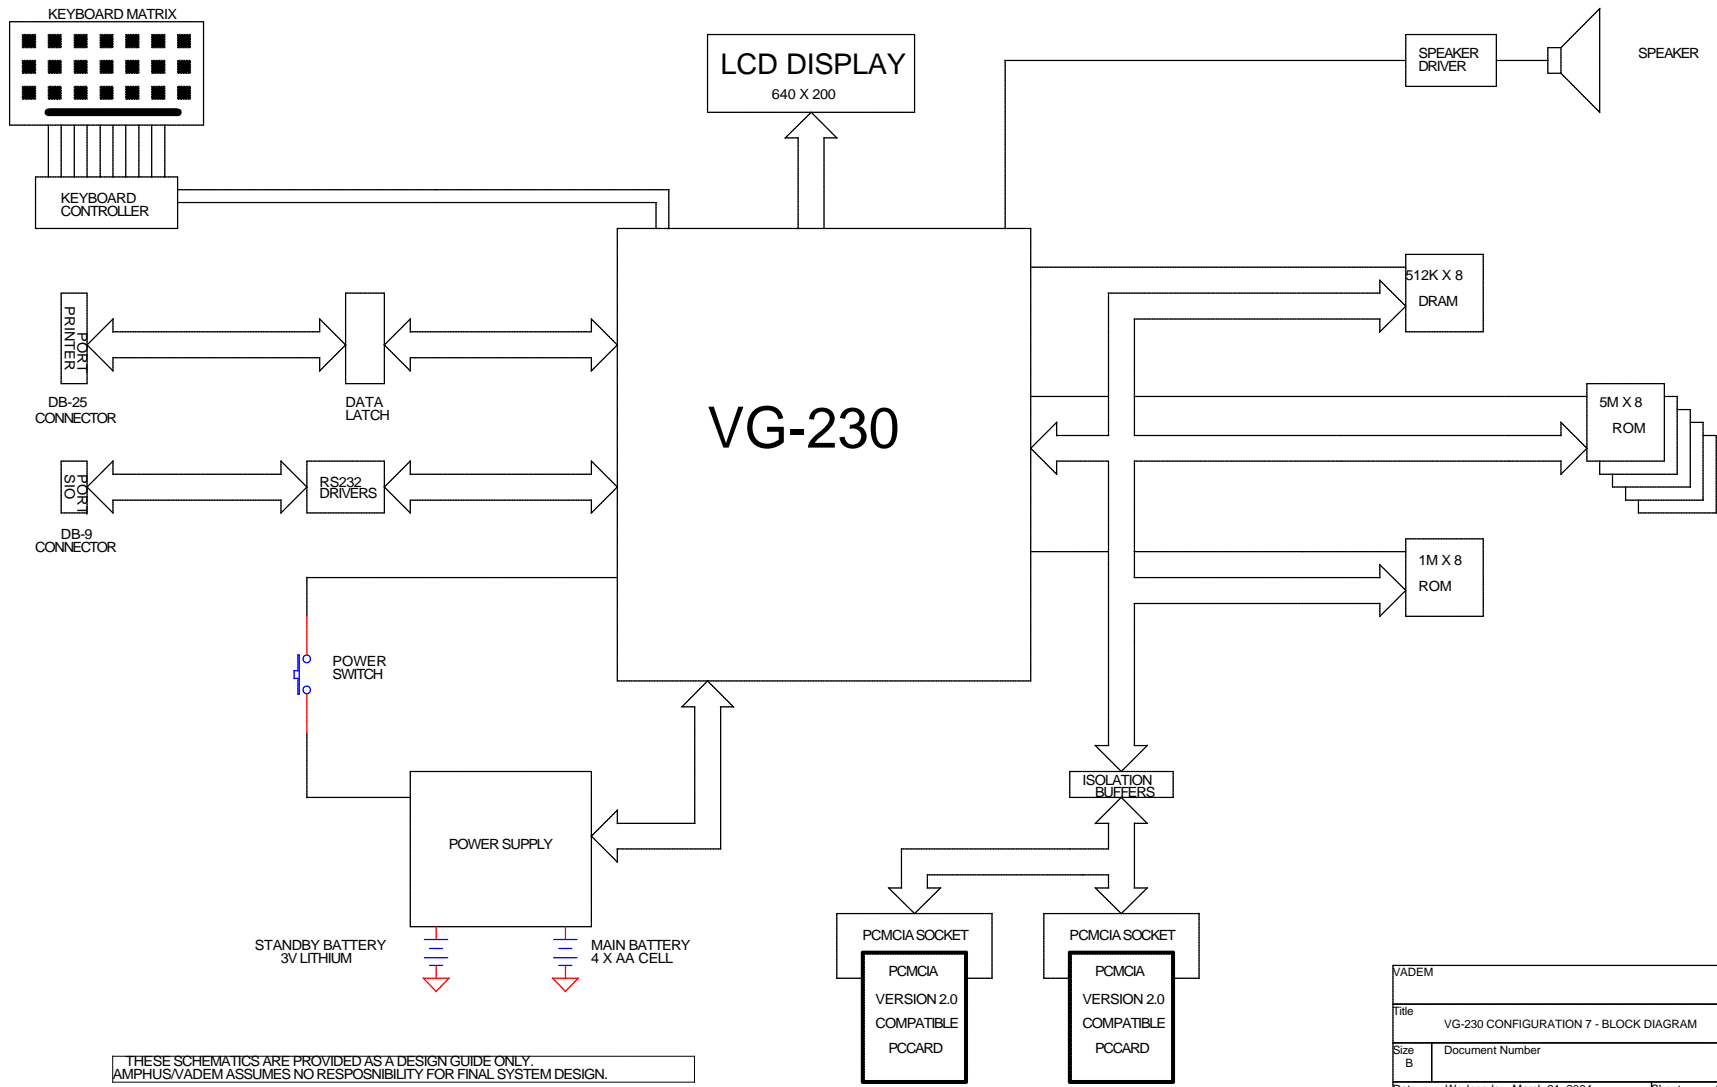 KEYBOARD MATRIX
LCD DISPLAY
640 X 200
SPEAKER
DRIVER
SPEAKER
KEYBOARD
CONTROLLER
PORT
PRINTER
DB-25
CONNECTOR
DATA
LATCH
VG-230
512K X 8
DRAM
5M X 8
ROM
PORT
SIO
RS232
DRIVERS
DB-9
CONNECTOR
1M X 8
ROM
POWER
SWITCH
ISOLATION
BUFFERS
POWER SUPPLY
STANDBY BATTERY
3V LITHIUM
MAIN BATTERY
4 X AA CELL
PCMCIA SOCKET
PCMCIA
VERSION 2.0
COMPATIBLE
PCCARD
PCMCIA SOCKET
PCMCIA
VERSION 2.0
COMPATIBLE
PCCARD
THESE SCHEMATICS ARE PROVIDED AS A DESIGN GUIDE ONLY.
AMPHUS/VADEM ASSUMES NO RESPOSNIBILITY FOR FINAL SYSTEM DESIGN.
VADEM
Title
VG-230 CONFIGURATION 7 - BLOCK DIAGRAM
Size
B
Document Number